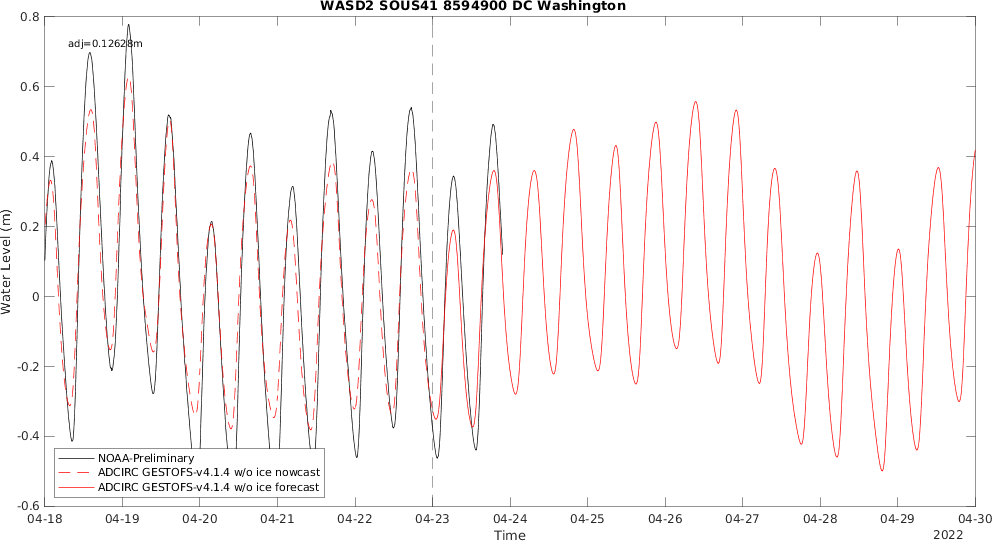 WASD2 SOUS41 8594900 DC Washington
adj=0.12628m
Water Level (m)
0.8
0.6
0.4
0.2
0
-0.2
-0.4
-0.6
NOAA-Preliminary
ADCIRC GESTOFS-v4.1.4 w/o ice nowcast
ADCIRC GESTOFS-v4.1.4 w/o ice forecast
04-18 04-19 04-20 04-21 04-22 04-23 04-24 04-25 04-26 04-27 04-28 04-29 04-30
Time
2022